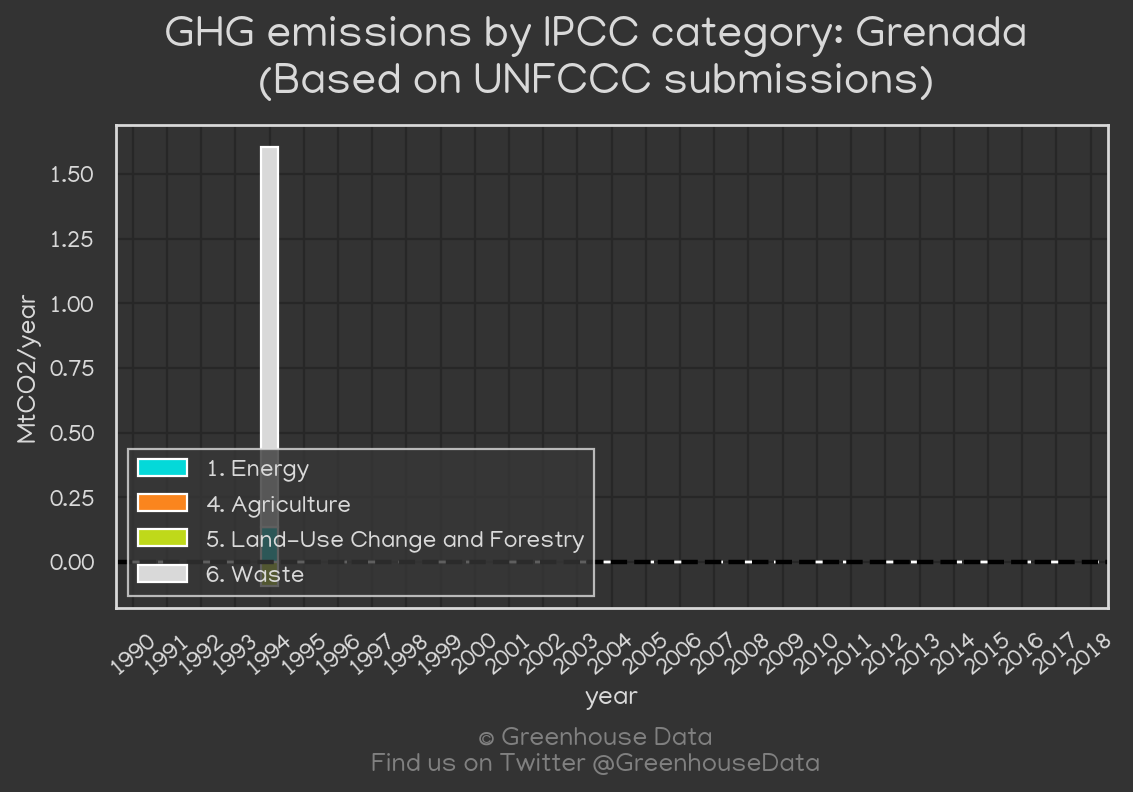 GHG emissions by IPCC category: Grenada
(Based on UNFCCC submissions)
MtCO2/year
1.50
1.25
1.00
0.75
0.50
0.25
0.00
1. Energy
4. Agriculture
5. Land-Use Change and Forestry
6. Waste
1990 1991 1992 1993 1994 1995 1996 1997 1998 1999 2000 2001 2002 2003 2004 2005 2006 2007 2008 2009 2010 2011 2012 2013 2014 2015 2016 2017 2018
year
© Greenhouse Data
Find us on Twitter @GreenhouseData